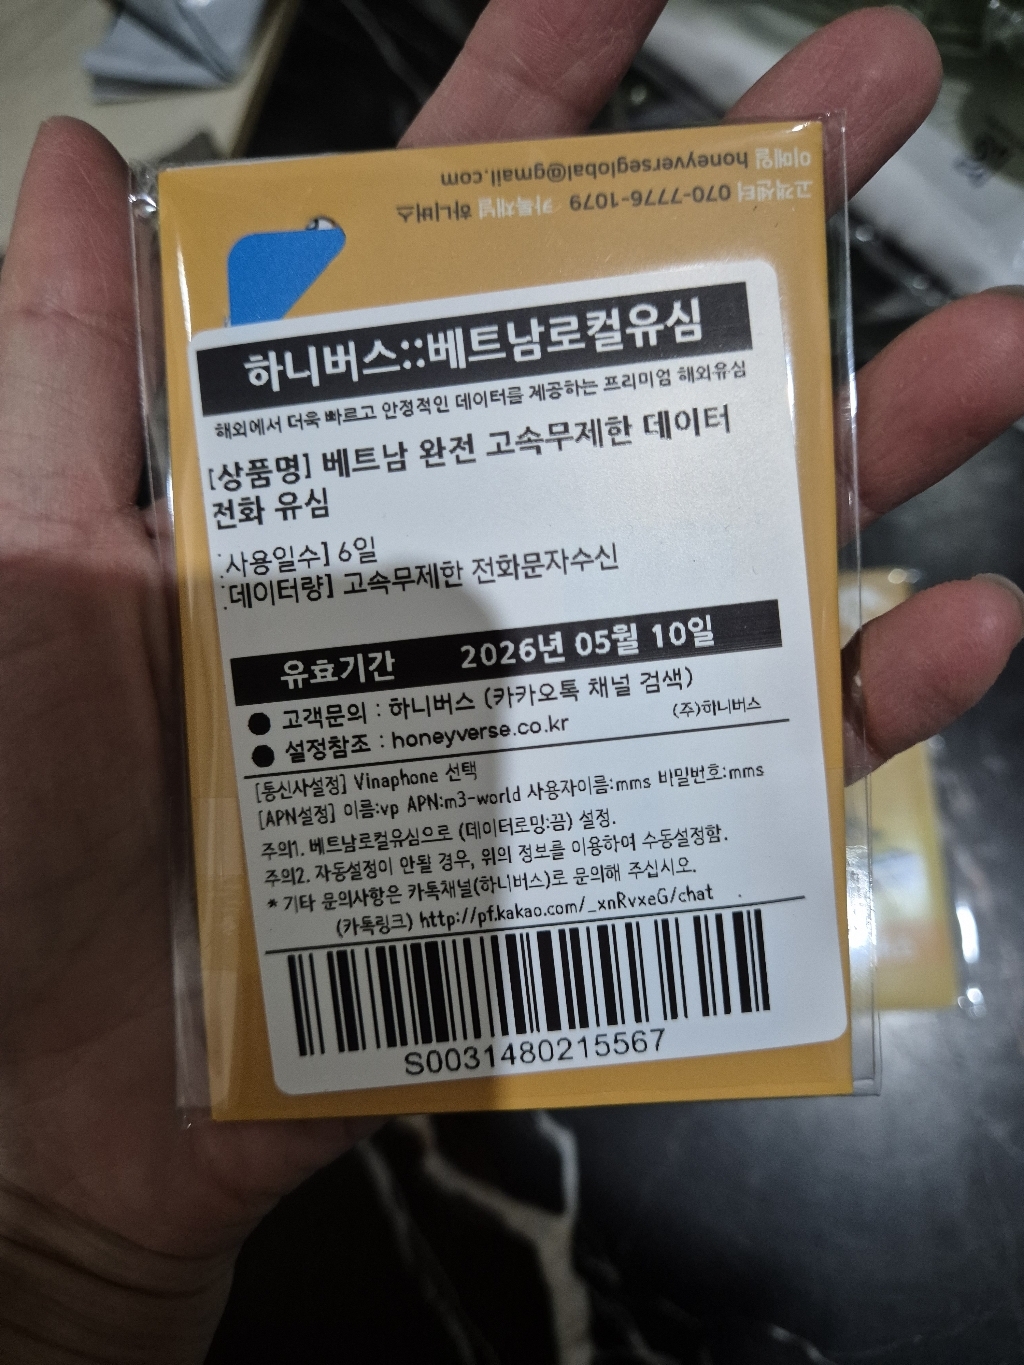 이메일 honeyverseglobal@gmail.com
고객센터 070-7776-1079 카톡채널 하니버스
하니버스::베트남로컬유심
해외에서 더욱 빠르고 안정적인 데이터를 제공하는 프리미엄 해외유심
[상품명] 베트남 완전 고속무제한 데이터
전화 유심
[사용일수] 6일
[데이터량] 고속무제한 전화문자수신
유효기간 2026년 05월 10일
● 고객문의 : 하니버스 (카카오톡 채널 검색)
● 설정참조 : honeyverse.co.kr (주)하니버스
[통신사설정] Vinaphone 선택
[APN설정] 이름:vp APN:m3-world 사용자이름:mms 바밀번호:mms
주의1. 베트남로컬유심으로 (데이터로밍:끔) 설정.
주의2. 자동설정이 안될 경우, 위의 정보를 이용하여 수동설정함.
* 기타 문의사항은 카톡채널(하니버스)로 문의해 주십시오.
(카톡링크) http://pf.kakao.com/_xnRvxeG/chat
S0031480215567